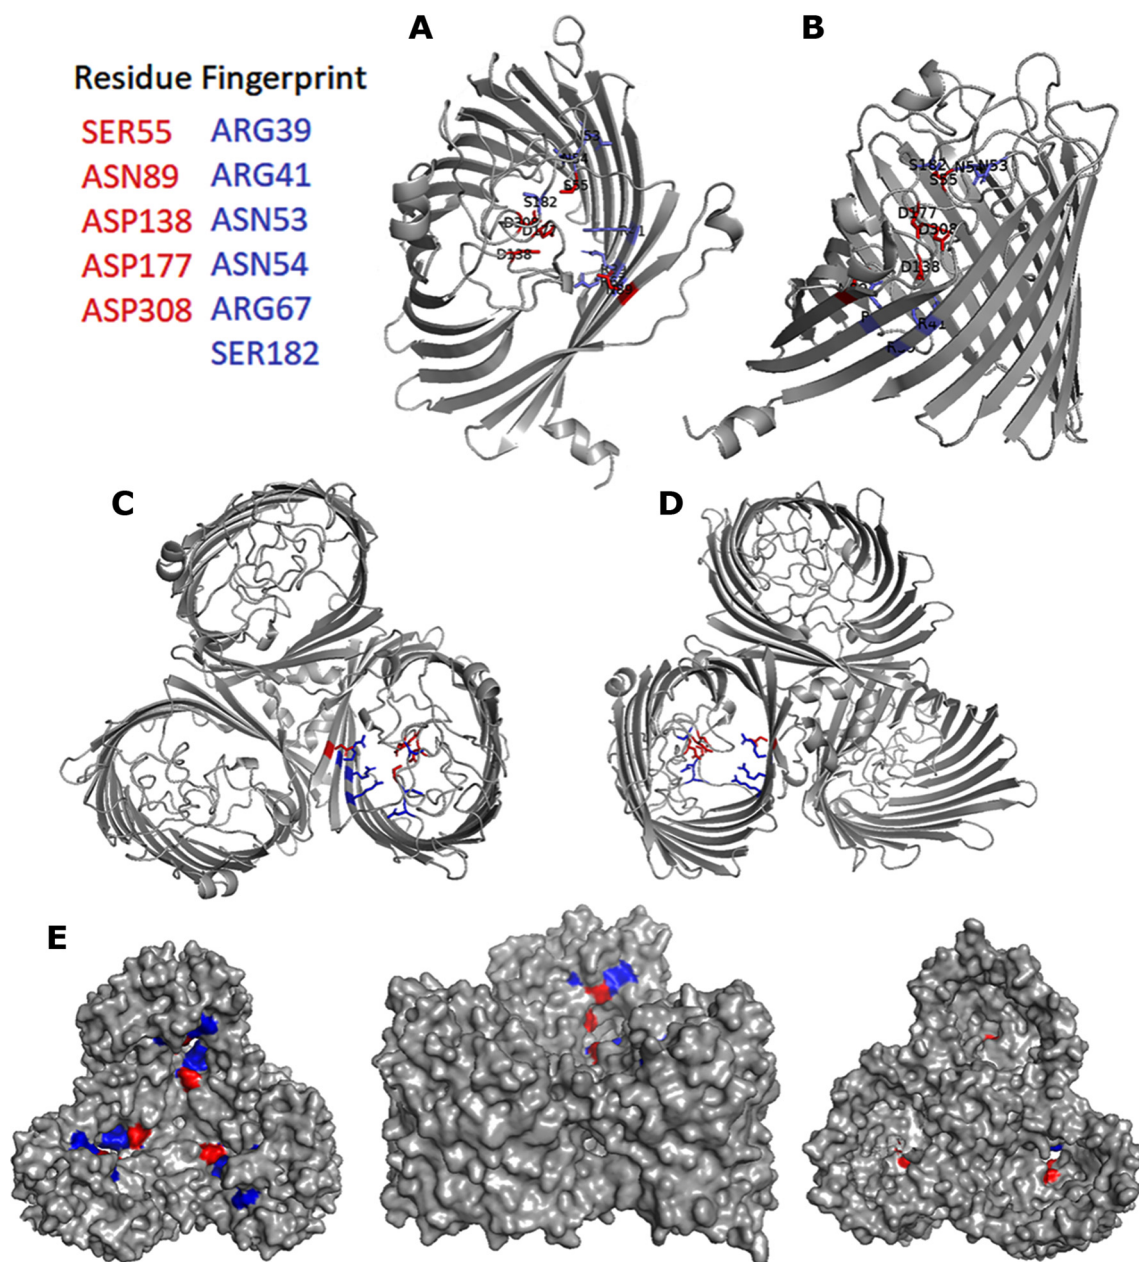 A
B
Residue Fingerprint
SER55 ARG39
ASN89 ARG41
ASP138 ASN53
ASP177 ASN54
ASP308 ARG67
SER182
S55
S182
D138
S182
N53
S55
D177
D308
D138
R41
C
D
E